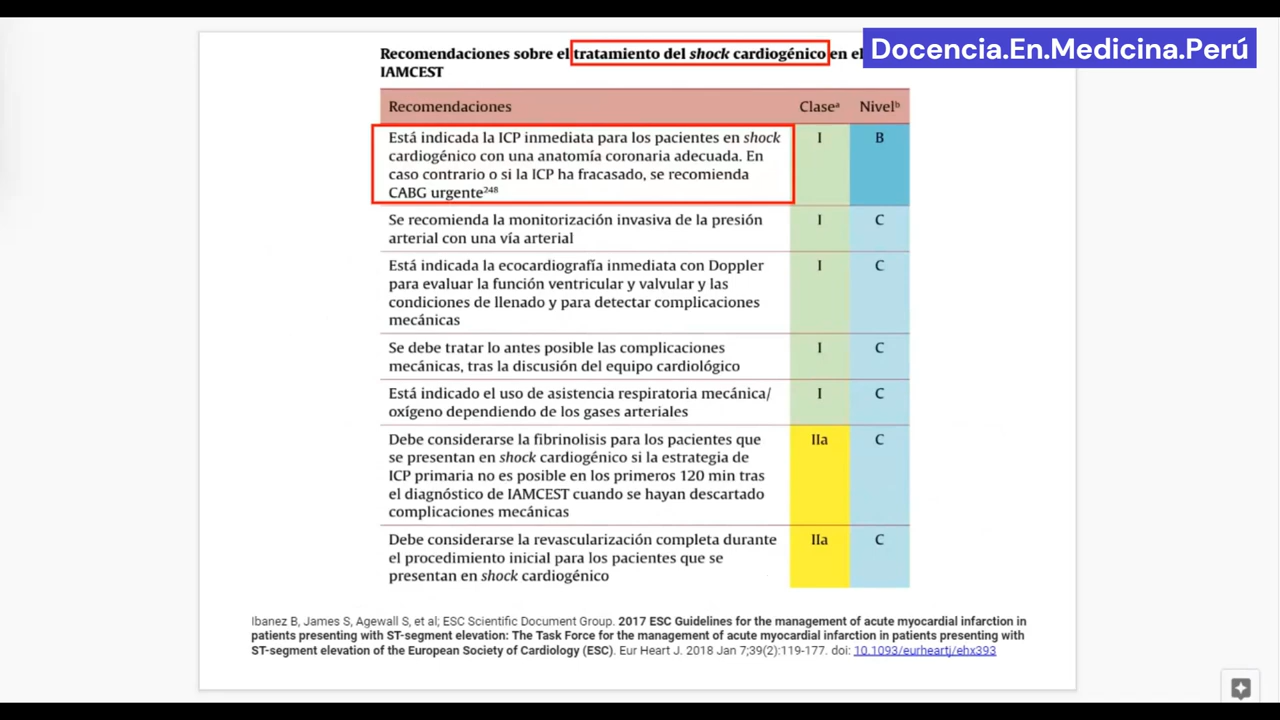 Docencia.En.Medicina.Perú
Recomendaciones sobre el tratamiento del shock cardiogénico en el
IAMCEST
Recomendaciones Claseᵃ Nivelᵇ
Está indicada la ICP inmediata para los pacientes en shock I B
cardiogénico con una anatomía coronaria adecuada. En
caso contrario o si la ICP ha fracasado, se recomienda
CABG urgente²⁴⁸
Se recomienda la monitorización invasiva de la presión I C
arterial con una vía arterial
Está indicada la ecocardiografía inmediata con Doppler I C
para evaluar la función ventricular y valvular y las
condiciones de llenado y para detectar complicaciones
mecánicas
Se debe tratar lo antes posible las complicaciones I C
mecánicas, tras la discusión del equipo cardiológico
Está indicado el uso de asistencia respiratoria mecánica/ I C
oxígeno dependiendo de los gases arteriales
Debe considerarse la fibrinolisis para los pacientes que IIa C
se presentan en shock cardiogénico si la estrategia de
ICP primaria no es posible en los primeros 120 min tras
el diagnóstico de IAMCEST cuando se hayan descartado
complicaciones mecánicas
Debe considerarse la revascularización completa durante IIa C
el procedimiento inicial para los pacientes que se
presentan en shock cardiogénico
Ibanez B, James S, Agewall S, et al; ESC Scientific Document Group. 2017 ESC Guidelines for the management of acute myocardial infarction in
patients presenting with ST-segment elevation: The Task Force for the management of acute myocardial infarction in patients presenting with
ST-segment elevation of the European Society of Cardiology (ESC). Eur Heart J. 2018 Jan 7;39(2):119-177. doi: 10.1093/eurheartj/ehx393